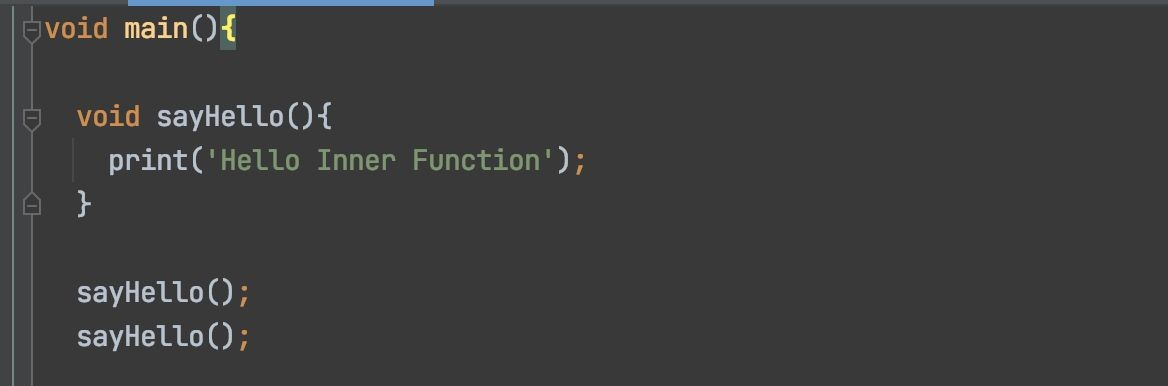 void main(){
void sayHello(){
print('Hello Inner Function');
}
sayHello();
sayHello();